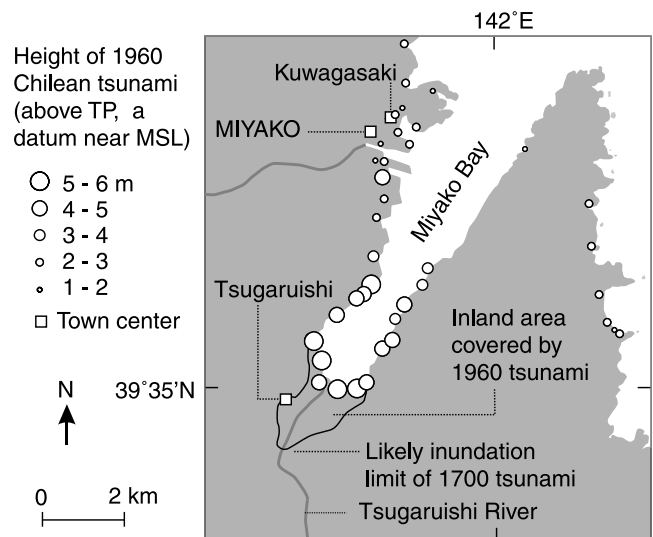 142°E
Height of 1960
Chilean tsunami
(above TP, a
datum near MSL)
5 - 6 m
4 - 5
3 - 4
2 - 3
1 - 2
Town center
N
0 2 km
39°35'N
Kuwagasaki
MIYAKO
Miyako Bay
Tsugaruishi
Inland area
covered by
1960 tsunami
Likely inundation
limit of 1700 tsunami
Tsugaruishi River